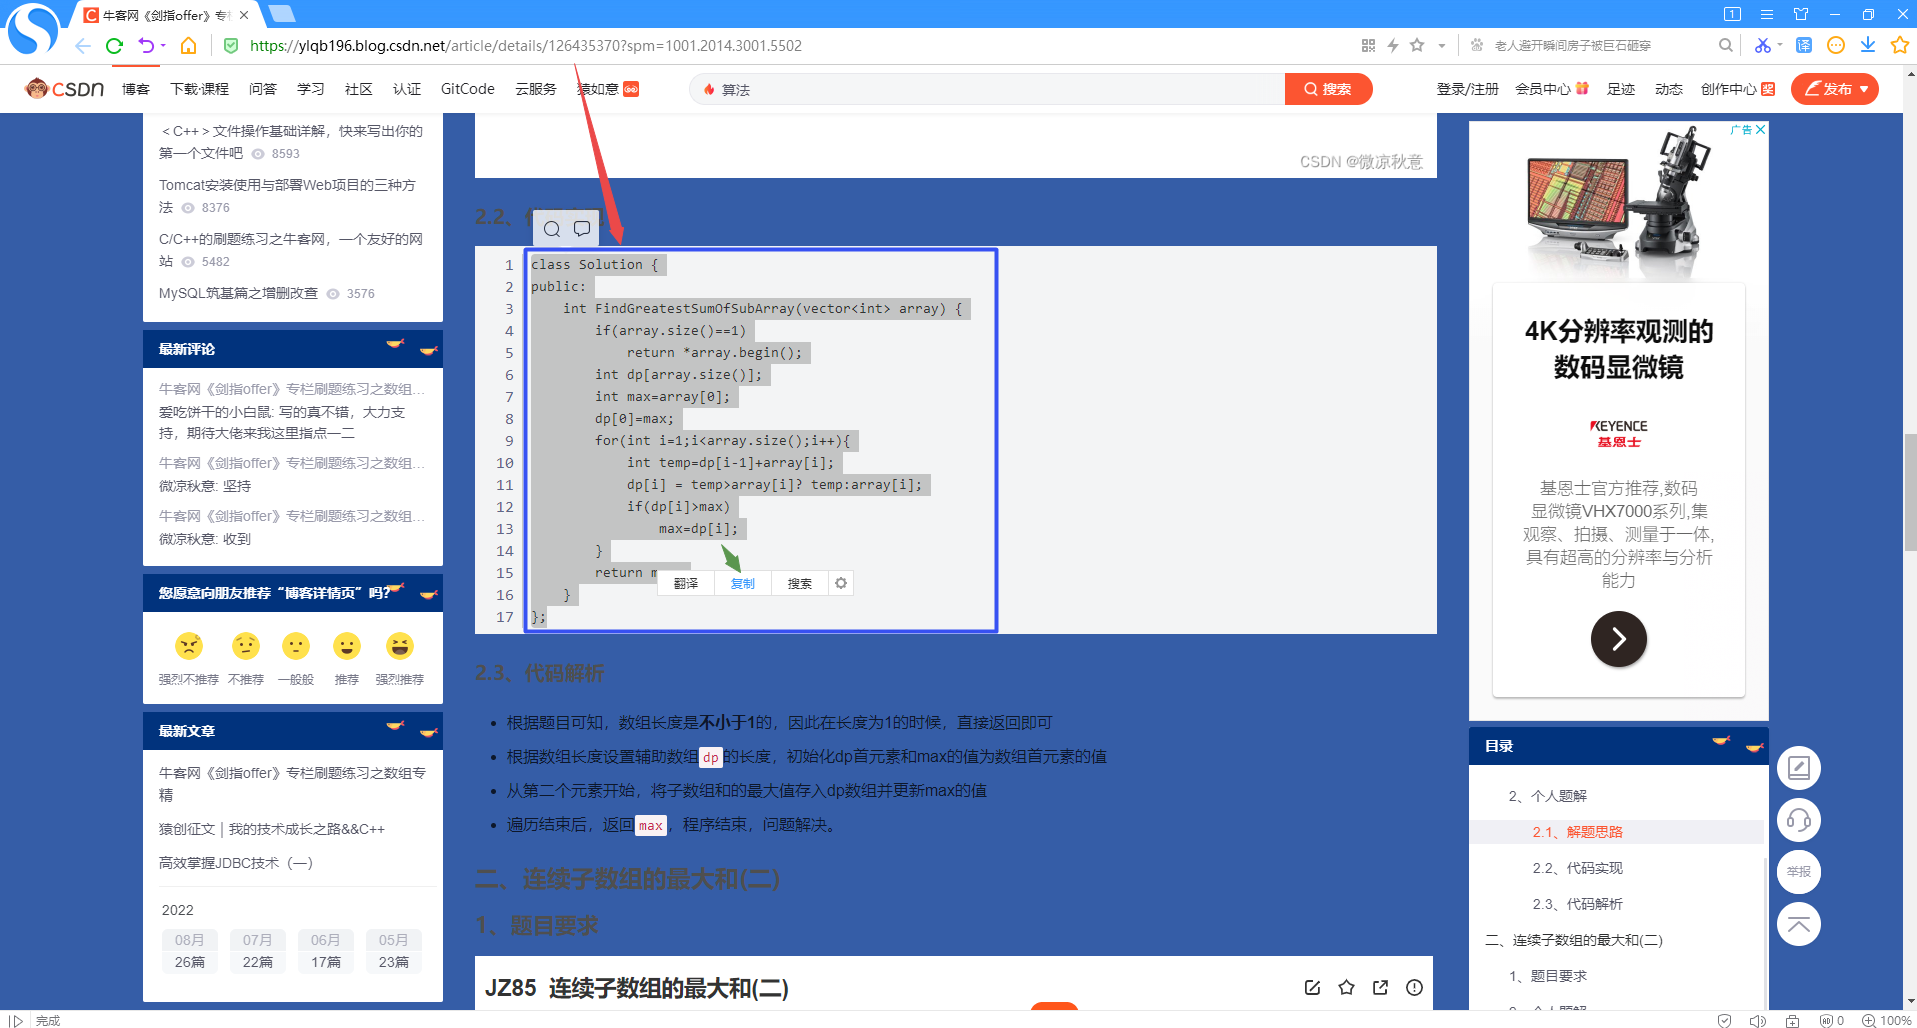 牛客网《剑指offer》专栏
1
https://ylqb196.blog.csdn.net/article/details/126435370?spm=1001.2014.3001.5502
老人避开瞬间房子被巨石砸穿
译
CSDN
博客
下载·课程
问答
学习
社区
认证
GitCode
云服务
猿如意
算法
搜索
登录/注册
会员中心
足迹
动态
创作中心
奖
发布
＜C++＞文件操作基础详解，快来写出你的
第一个文件吧 8593
Tomcat安装使用与部署Web项目的三种方
法 8376
C/C++的刷题练习之牛客网，一个友好的网
站 5482
MySQL筑基篇之增删改查 3576
最新评论
牛客网《剑指offer》专栏刷题练习之数组…
爱吃饼干的小白鼠: 写的真不错，大力支
持，期待大佬来我这里指点一二
牛客网《剑指offer》专栏刷题练习之数组…
微凉秋意: 坚持
牛客网《剑指offer》专栏刷题练习之数组…
微凉秋意: 收到
您愿意向朋友推荐“博客详情页”吗?
强烈不推荐
不推荐
一般般
推荐
强烈推荐
最新文章
牛客网《剑指offer》专栏刷题练习之数组专
精
猿创征文 | 我的技术成长之路&&C++
高效掌握JDBC技术（一）
2022
08月 07月 06月 05月
26篇 22篇 17篇 23篇
CSDN @微凉秋意
2.2、
1 class Solution {
2 public:
3 int FindGreatestSumOfSubArray(vector<int> array) {
4 if(array.size()==1)
5 return *array.begin();
6 int dp[array.size()];
7 int max=array[0];
8 dp[0]=max;
9 for(int i=1;i<array.size();i++){
10 int temp=dp[i-1]+array[i];
11 dp[i] = temp>array[i]? temp:array[i];
12 if(dp[i]>max)
13 max=dp[i];
14 }
15 return m
翻译 复制 搜索
16 }
17 };
2.3、代码解析
• 根据题目可知，数组长度是不小于1的，因此在长度为1的时候，直接返回即可
• 根据数组长度设置辅助数组 dp 的长度，初始化dp首元素和max的值为数组首元素的值
• 从第二个元素开始，将子数组和的最大值存入dp数组并更新max的值
• 遍历结束后，返回 max ，程序结束，问题解决。
二、连续子数组的最大和(二)
1、题目要求
JZ85 连续子数组的最大和(二)
广告
4K分辨率观测的
数码显微镜
KEYENCE
基恩士
基恩士官方推荐,数码
显微镜VHX7000系列,集
观察、拍摄、测量于一体,
具有超高的分辨率与分析
能力
目录
2、个人题解
2.1、解题思路
2.2、代码实现
2.3、代码解析
二、连续子数组的最大和(二)
1、题目要求
举报
完成
0
100%